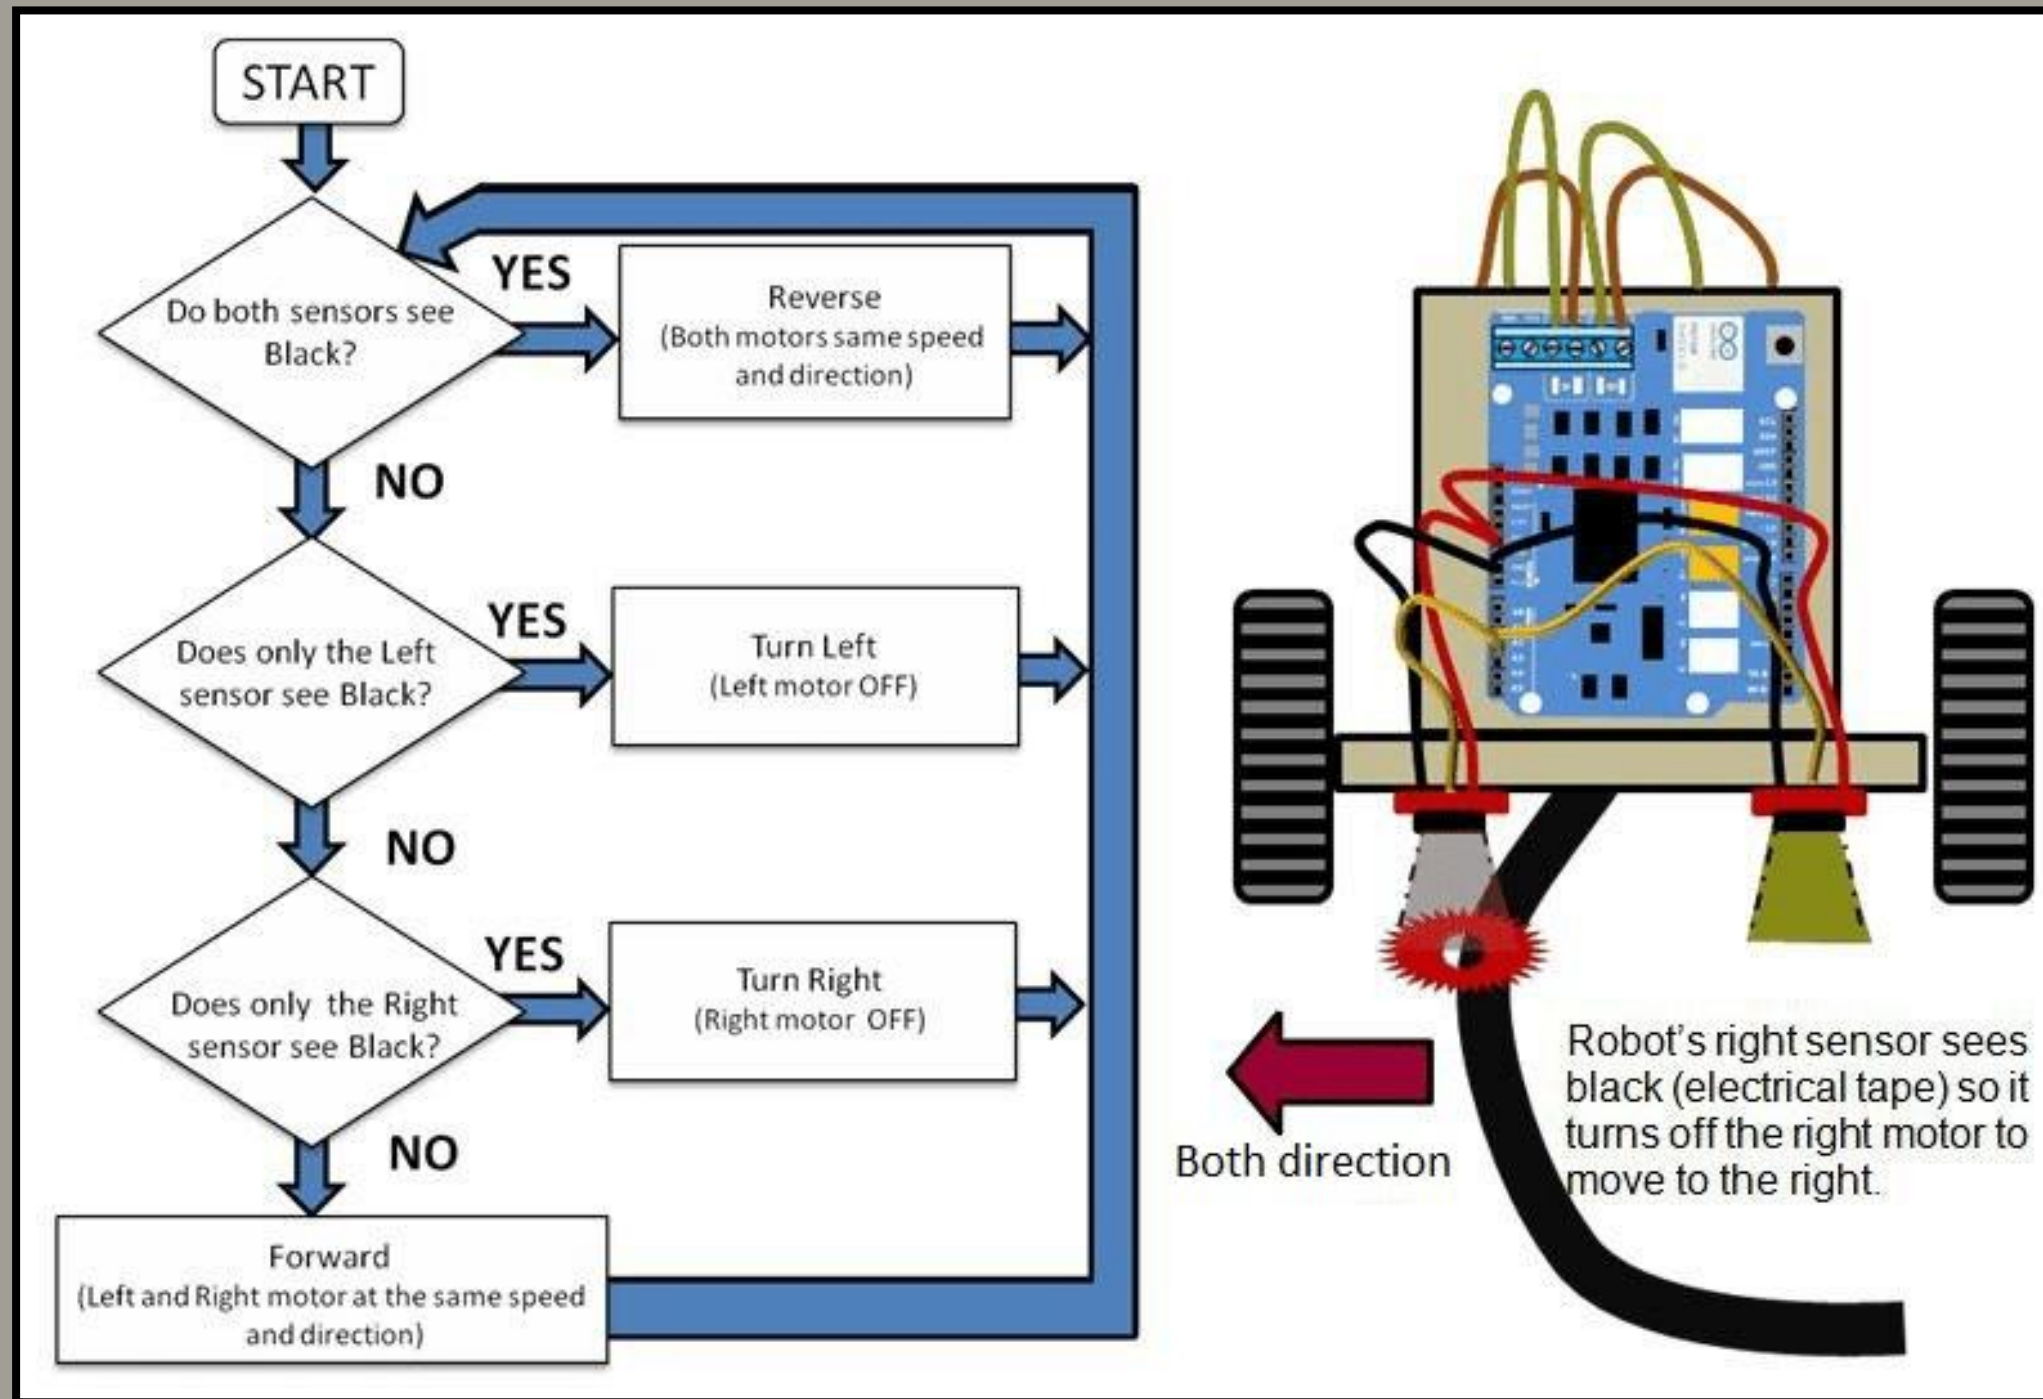 START
Do both sensors see
Black?
YES
Reverse
(Both motors same speed
and direction)
NO
Does only the Left
sensor see Black?
YES
Turn Left
(Left motor OFF)
NO
Does only the Right
sensor see Black?
YES
Turn Right
(Right motor OFF)
NO
Forward
(Left and Right motor at the same speed
and direction)
Both direction
Robot's right sensor sees
black (electrical tape) so it
turns off the right motor to
move to the right.